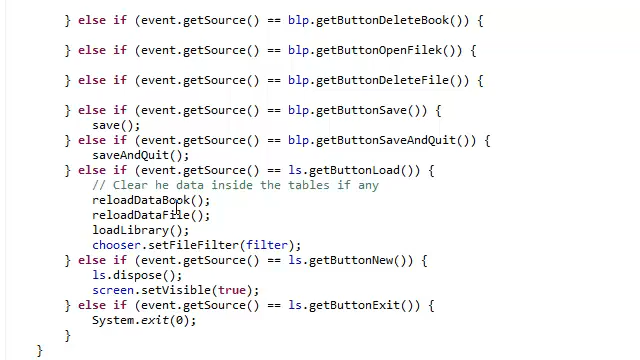 } else if (event.getSource() == blp.getButtonDeleteBook()) {
} else if (event.getSource() == blp.getButtonOpenFilek()) {
} else if (event.getSource() == blp.getButtonDeleteFile()) {
} else if (event.getSource() == blp.getButtonSave()) {
save();
} else if (event.getSource() == blp.getButtonSaveAndQuit()) {
saveAndQuit();
} else if (event.getSource() == ls.getButtonLoad()) {
// Clear he data inside the tables if any
reloadDataBook();
reloadDataFile();
loadLibrary();
chooser.setFileFilter(filter);
} else if (event.getSource() == ls.getButtonNew()) {
ls.dispose();
screen.setVisible(true);
} else if (event.getSource() == ls.getButtonExit()) {
System.exit(0);
}
}